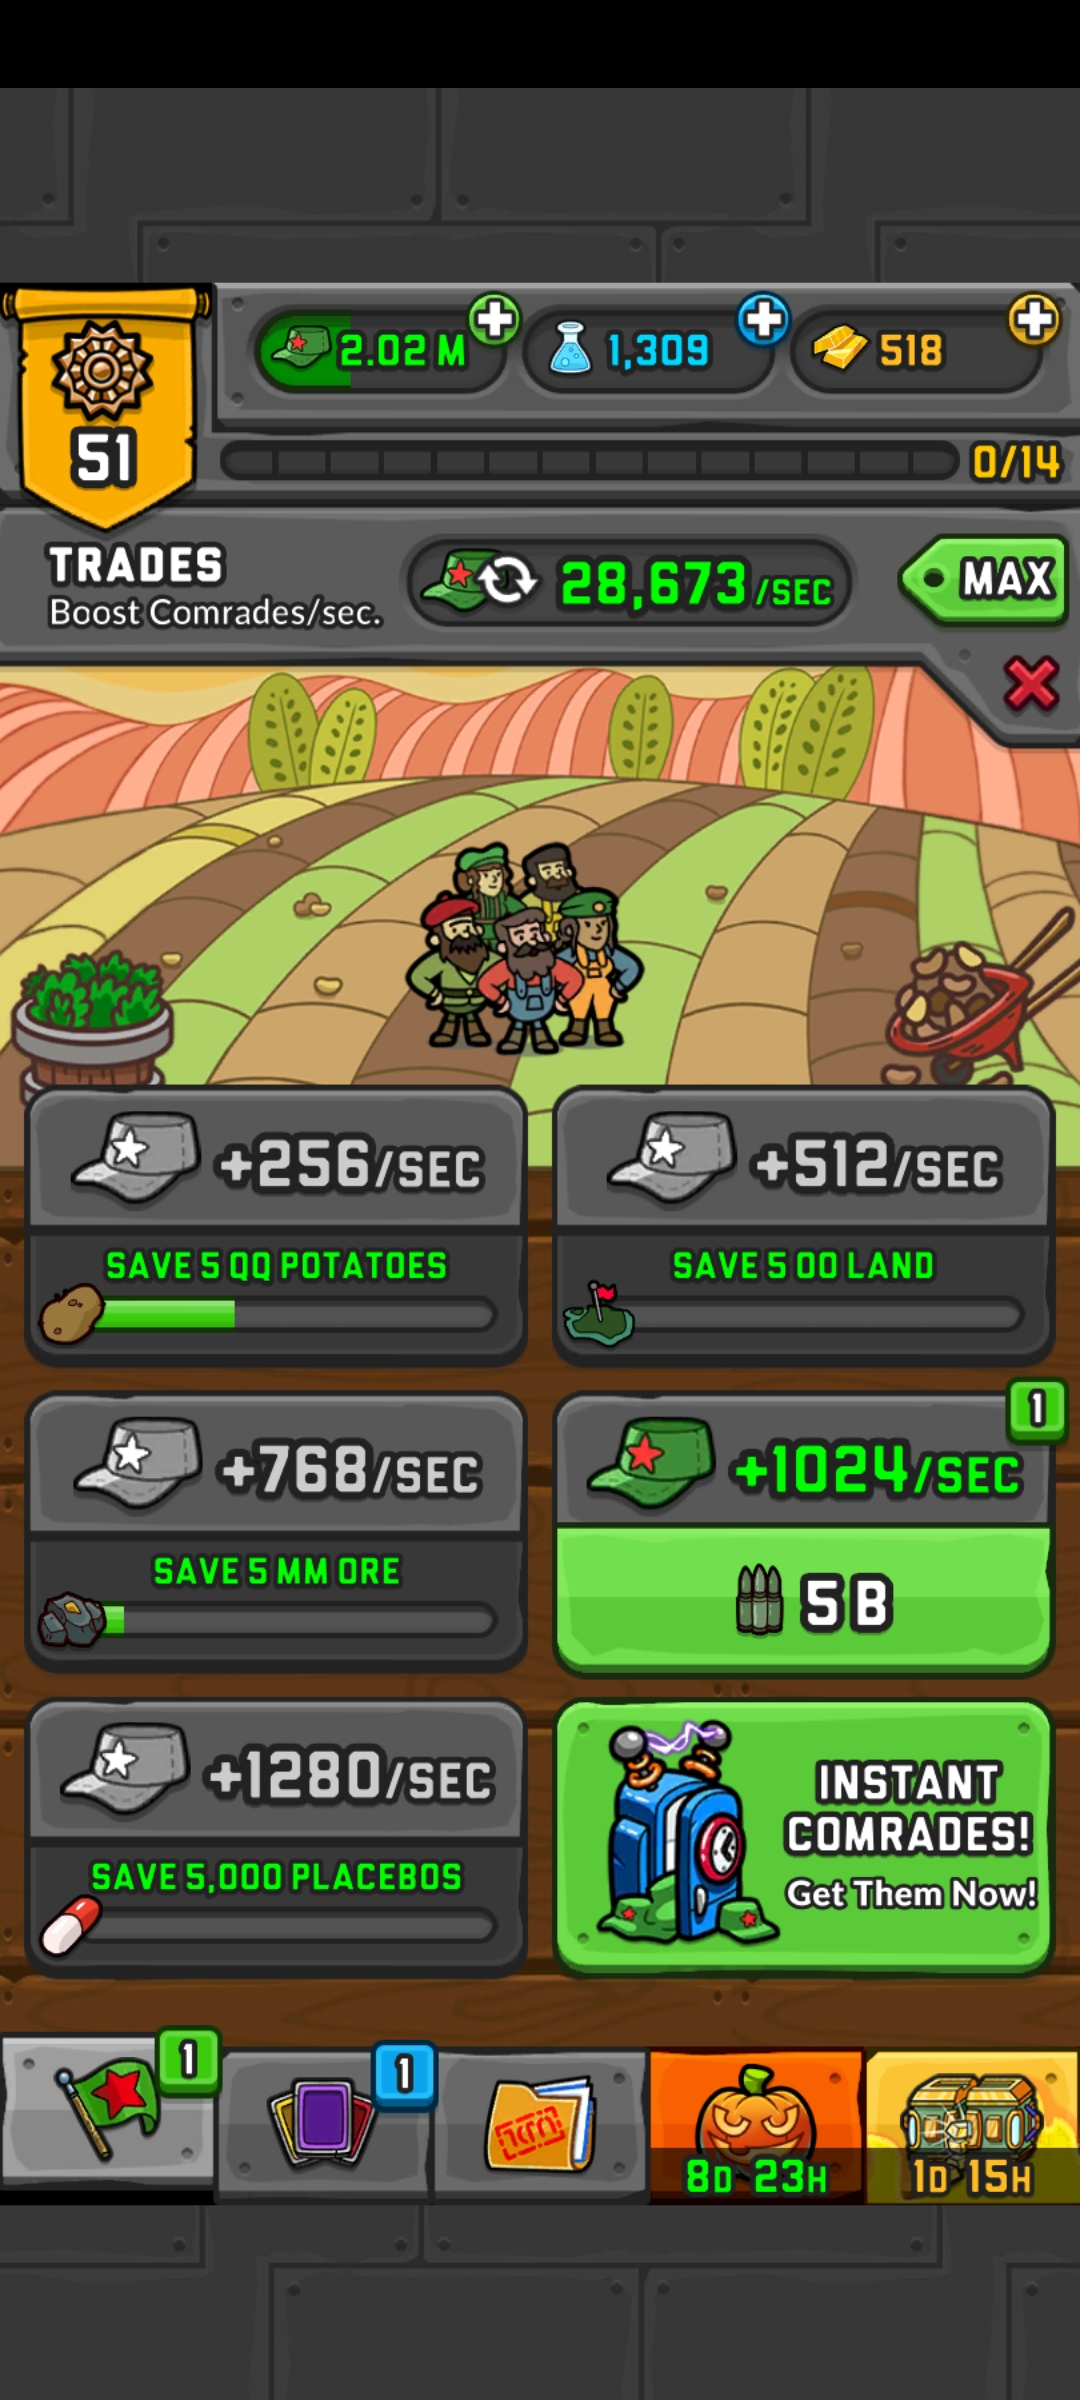 2.02 M
1,309
518
51
0/14
TRADES
Boost Comrades/sec.
28,673/SEC
MAX
+256/SEC
SAVE 5 QQ POTATOES
+512/SEC
SAVE 5 OO LAND
+768/SEC
SAVE 5 MM ORE
1
+1024/SEC
5 B
+1280/SEC
SAVE 5,000 PLACEBOS
INSTANT
COMRADES!
Get Them Now!
1
1
8D 23H
1D 15H